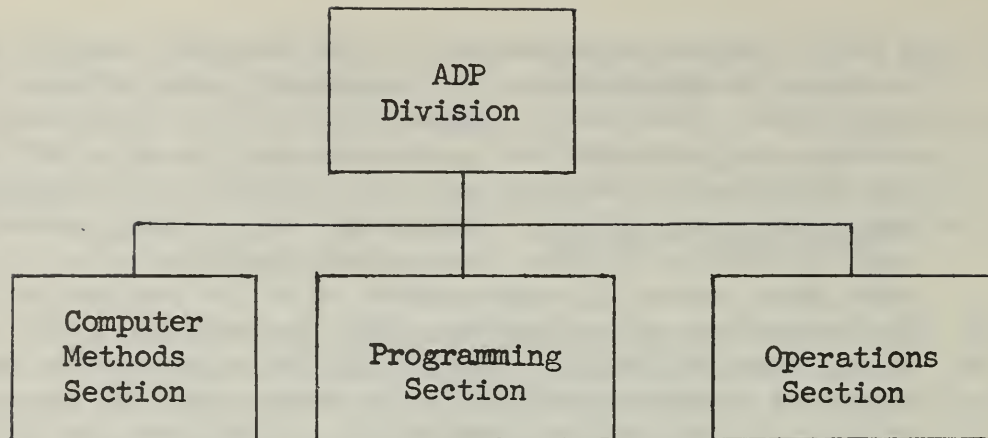 ADP
Division
Computer
Methods
Section
Programming
Section
Operations
Section